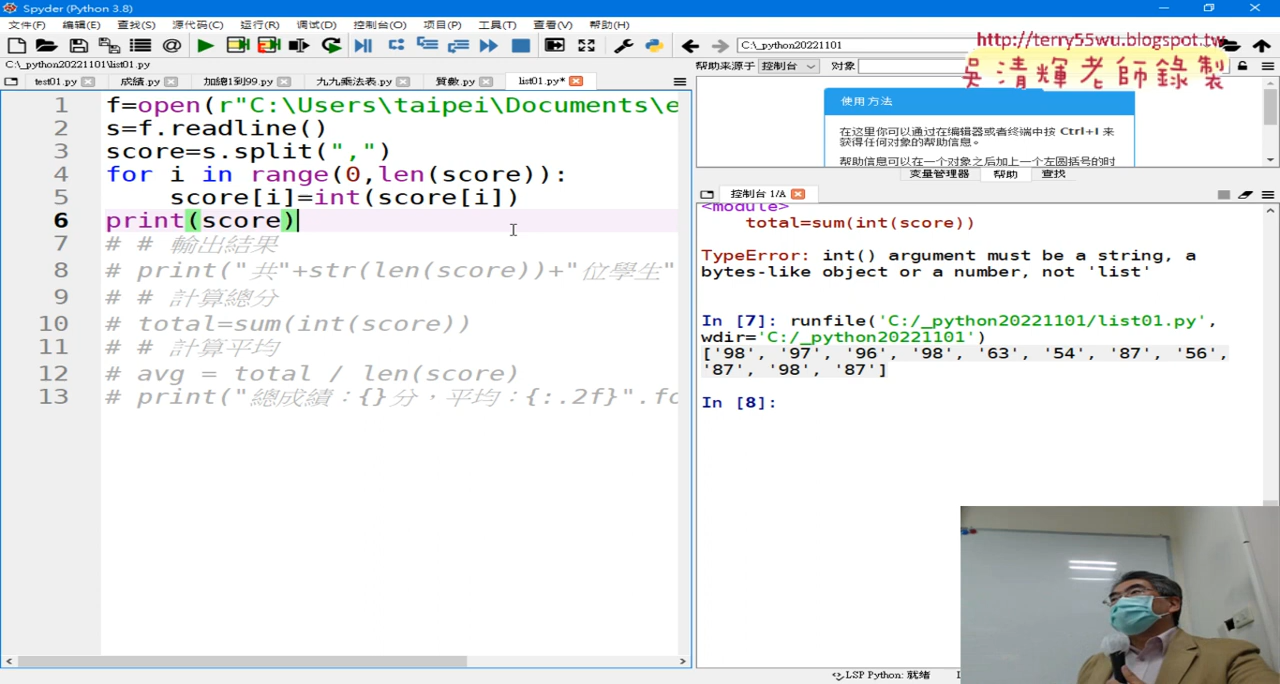 Spyder (Python 3.8)
文件(F) 编辑(E) 查找(S) 源代码(C) 运行(R) 调试(D) 控制台(O) 项目(P) 工具(T) 查看(V) 帮助(H)
C:\_python20221101
http://terry55wu.blogspot.tw
吳清輝老師錄製
C:\_python20221101\list01.py
帮助来源于 控制台 对象
test01.py 成績.py 加總1到99.py 九九乘法表.py 質數.py list01.py*
1 f=open(r"C:\Users\taipei\Documents\e
2 s=f.readline()
3 score=s.split(",")
4 for i in range(0,len(score)):
5 score[i]=int(score[i])
6 print(score)
7 # # 輸出結果
8 # print("共"+str(len(score))+"位學生"
9 # # 計算總分
10 # total=sum(int(score))
11 # # 計算平均
12 # avg = total / len(score)
13 # print("總成績：{}分，平均：{:.2f}".fo
使用方法
在这里你可以通过在编辑器或者终端中按 Ctrl+I 来
获得任何对象的帮助信息。
帮助信息可以在一个对象之后加上一个左圆括号的时
变量管理器 帮助 查找
控制台 1/A
<module>
total=sum(int(score))
TypeError: int() argument must be a string, a
bytes-like object or a number, not 'list'
In [7]: runfile('C:/_python20221101/list01.py',
wdir='C:/_python20221101')
['98', '97', '96', '98', '63', '54', '87', '56',
'87', '98', '87']
In [8]:
LSP Python: 就绪